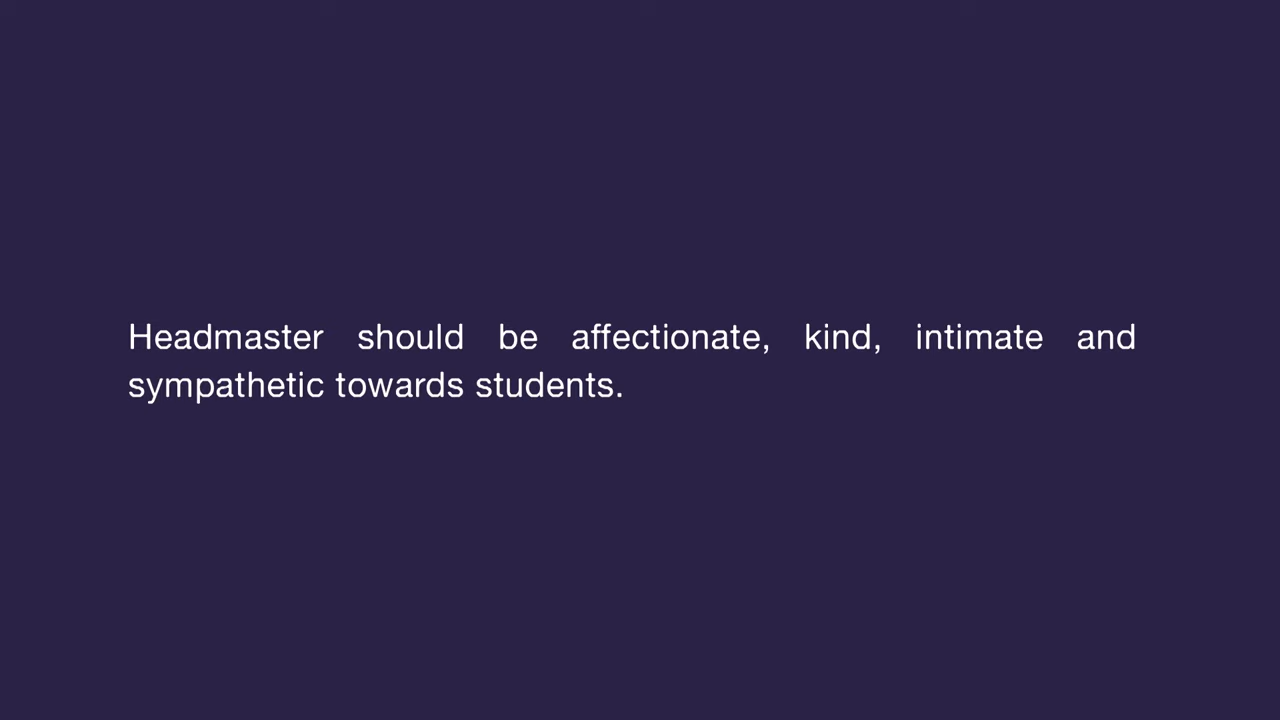 Headmaster should be affectionate, kind, intimate and
sympathetic towards students.